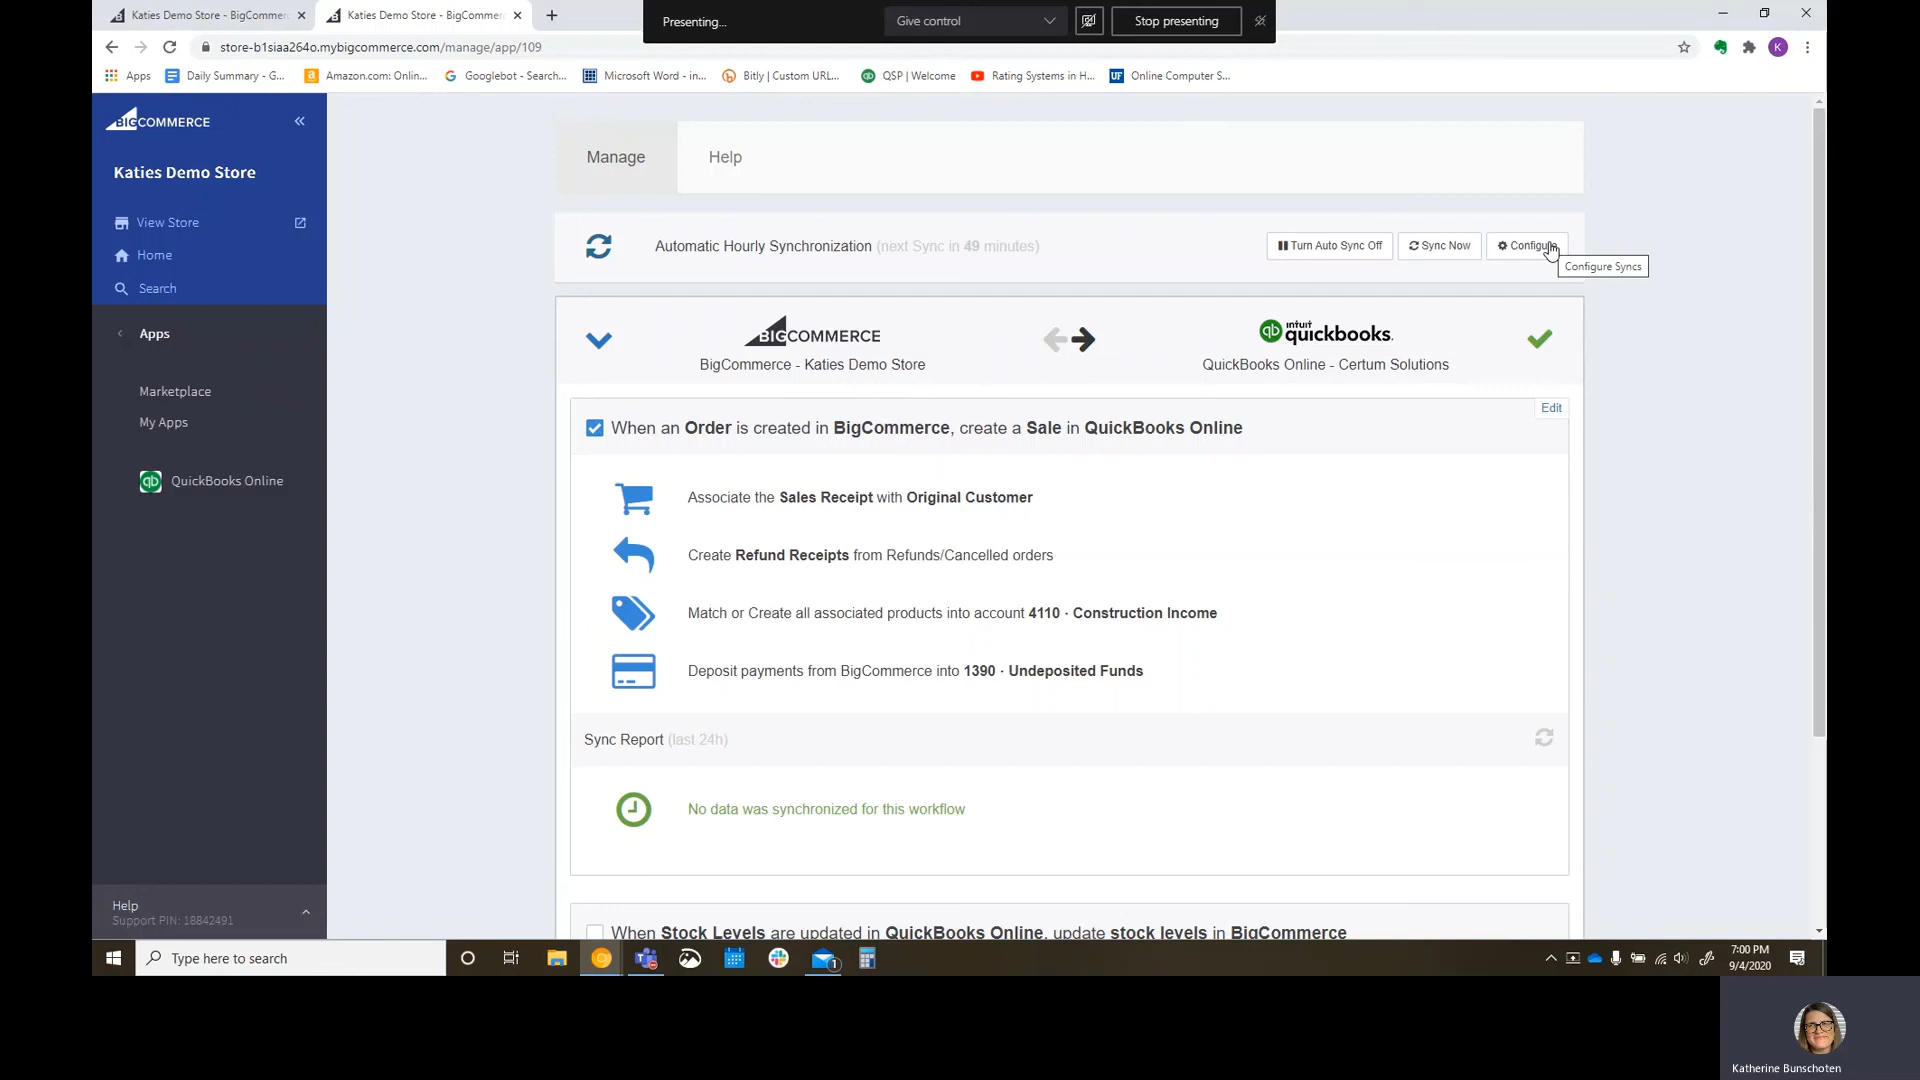 Katies Demo Store - BigCommerc
Katies Demo Store - BigCommerc
Presenting...
Give control
Stop presenting
store-b1siaa264o.mybigcommerce.com/manage/app/109
K
Apps
Daily Summary - G...
Amazon.com: Onlin...
Googlebot - Search...
Microsoft Word - in...
Bitly | Custom URL...
QSP | Welcome
Rating Systems in H...
UF
Online Computer S...
BIGCOMMERCE
Katies Demo Store
View Store
Home
Search
Apps
Marketplace
My Apps
qb QuickBooks Online
Help
Support PIN: 18842491
Manage
Help
Automatic Hourly Synchronization (next Sync in 49 minutes)
Turn Auto Sync Off
Sync Now
Configure
Configure Syncs
BIGCOMMERCE
BigCommerce - Katies Demo Store
qb intuit quickbooks.
QuickBooks Online - Certum Solutions
Edit
When an Order is created in BigCommerce, create a Sale in QuickBooks Online
Associate the Sales Receipt with Original Customer
Create Refund Receipts from Refunds/Cancelled orders
Match or Create all associated products into account 4110 · Construction Income
Deposit payments from BigCommerce into 1390 · Undeposited Funds
Sync Report (last 24h)
No data was synchronized for this workflow
When Stock Levels are updated in QuickBooks Online, update stock levels in BigCommerce
Type here to search
1
7:00 PM
9/4/2020
Katherine Bunschoten